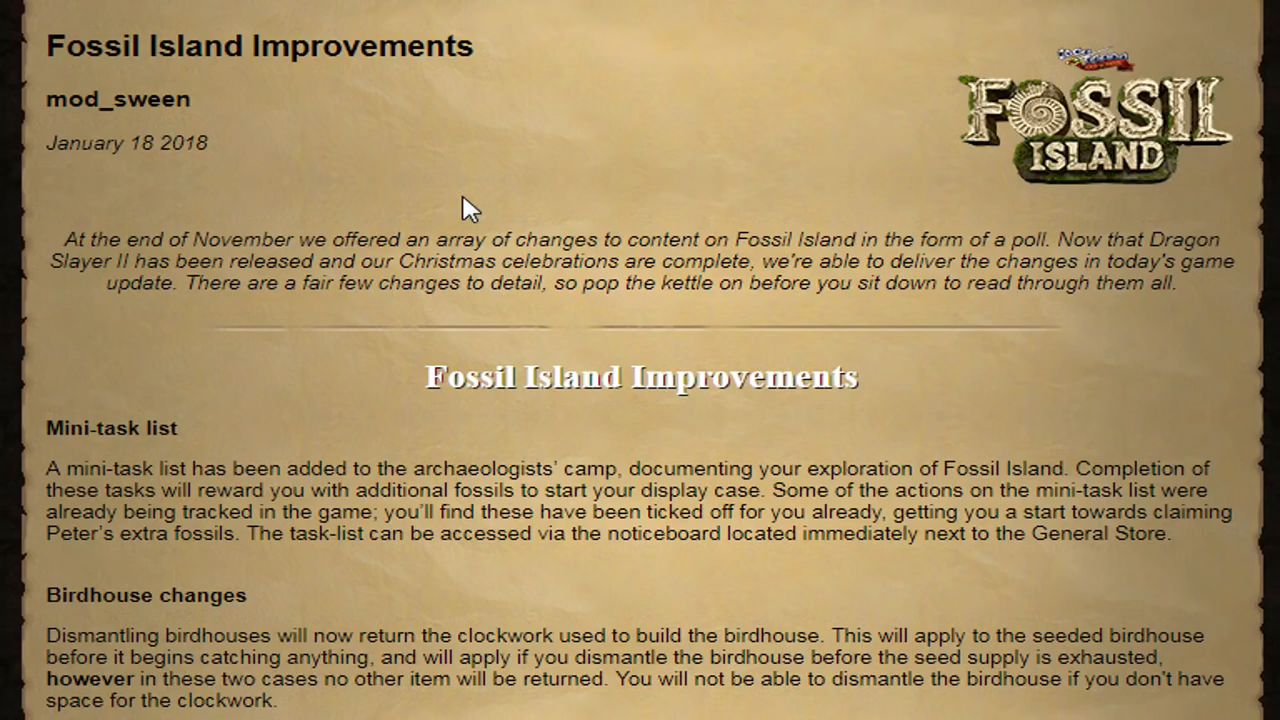 Fossil Island Improvements
mod_sween
January 18 2018
FOSSIL
ISLAND
At the end of November we offered an array of changes to content on Fossil Island in the form of a poll. Now that Dragon
Slayer II has been released and our Christmas celebrations are complete, we're able to deliver the changes in today's game
update. There are a fair few changes to detail, so pop the kettle on before you sit down to read through them all.
Fossil Island Improvements
Mini-task list
A mini-task list has been added to the archaeologists’ camp, documenting your exploration of Fossil Island. Completion of
these tasks will reward you with additional fossils to start your display case. Some of the actions on the mini-task list were
already being tracked in the game; you’ll find these have been ticked off for you already, getting you a start towards claiming
Peter’s extra fossils. The task-list can be accessed via the noticeboard located immediately next to the General Store.
Birdhouse changes
Dismantling birdhouses will now return the clockwork used to build the birdhouse. This will apply to the seeded birdhouse
before it begins catching anything, and will apply if you dismantle the birdhouse before the seed supply is exhausted,
however in these two cases no other item will be returned. You will not be able to dismantle the birdhouse if you don't have
space for the clockwork.